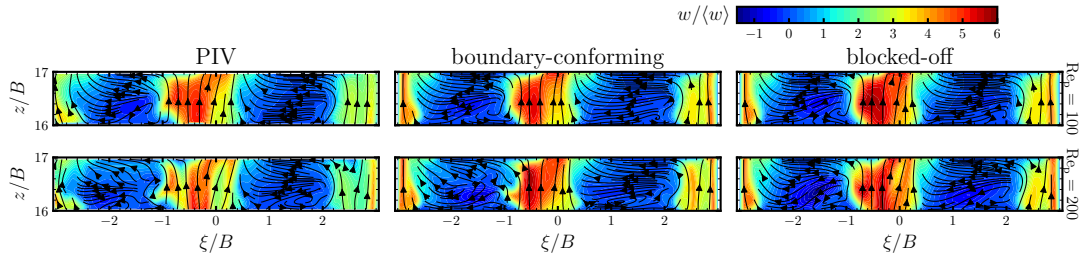 w/⟨w⟩
−1 0 1 2 3 4 5 6
PIV boundary-conforming blocked-off
17
z/B
16
Re_p = 100
17
z/B
16
Re_p = 200
−2 −1 0 1 2 −2 −1 0 1 2 −2 −1 0 1 2
ξ/B ξ/B ξ/B